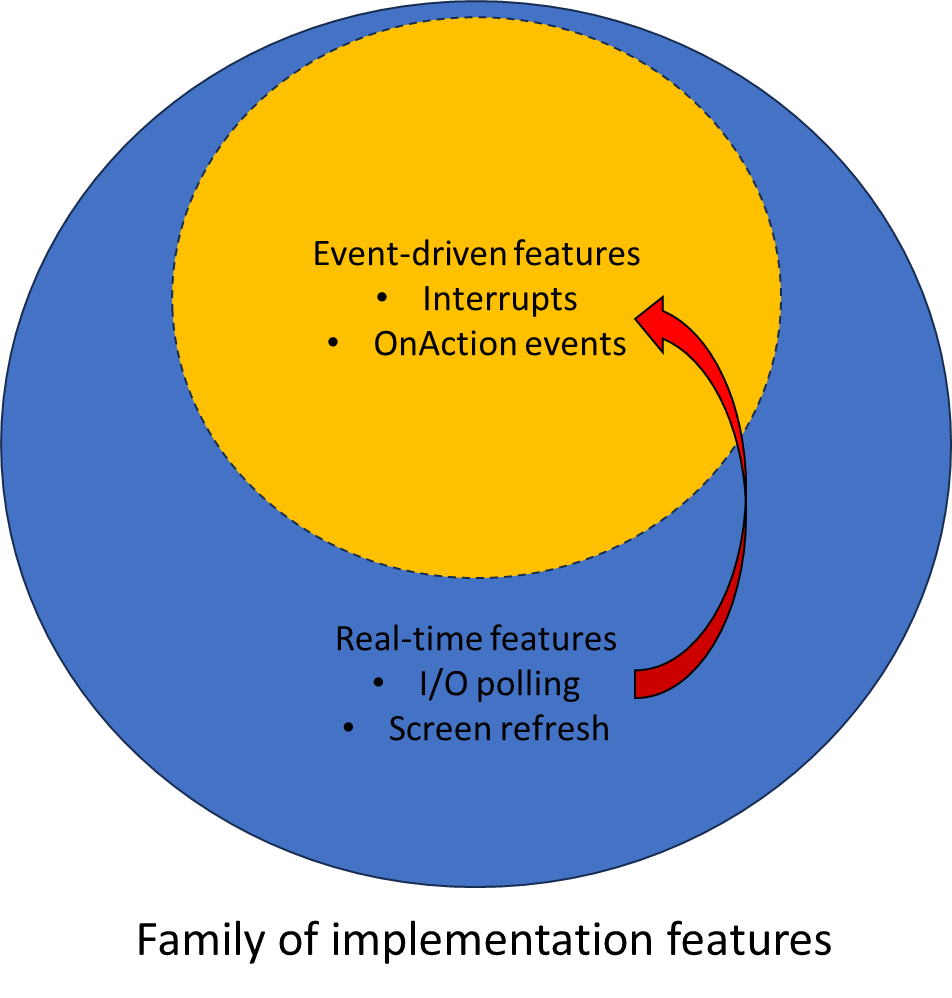 Event-driven features
• Interrupts
• OnAction events
Real-time features
• I/O polling
• Screen refresh
Family of implementation features